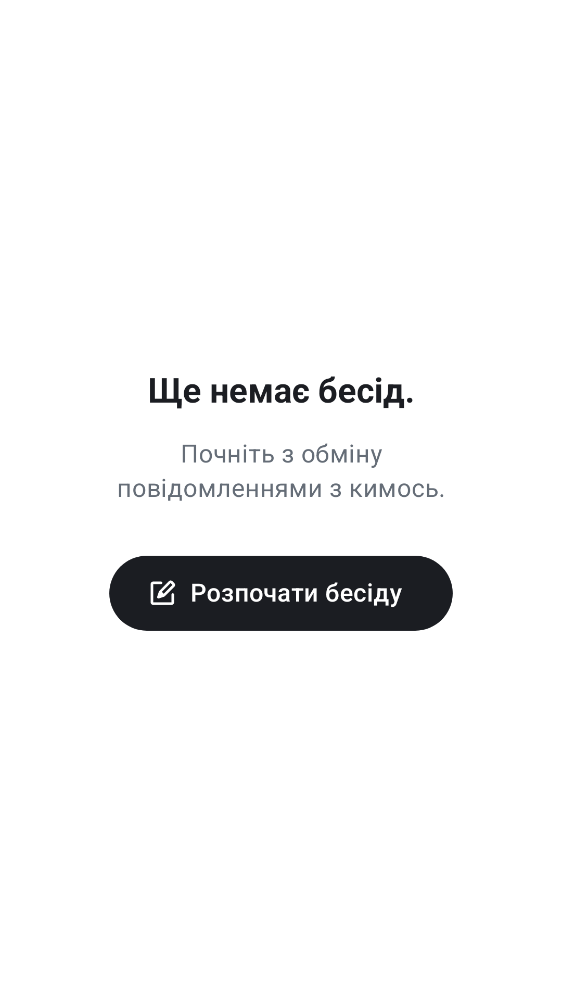 Ще немає бесід.
Почніть з обміну
повідомленнями з кимось.
Розпочати бесіду